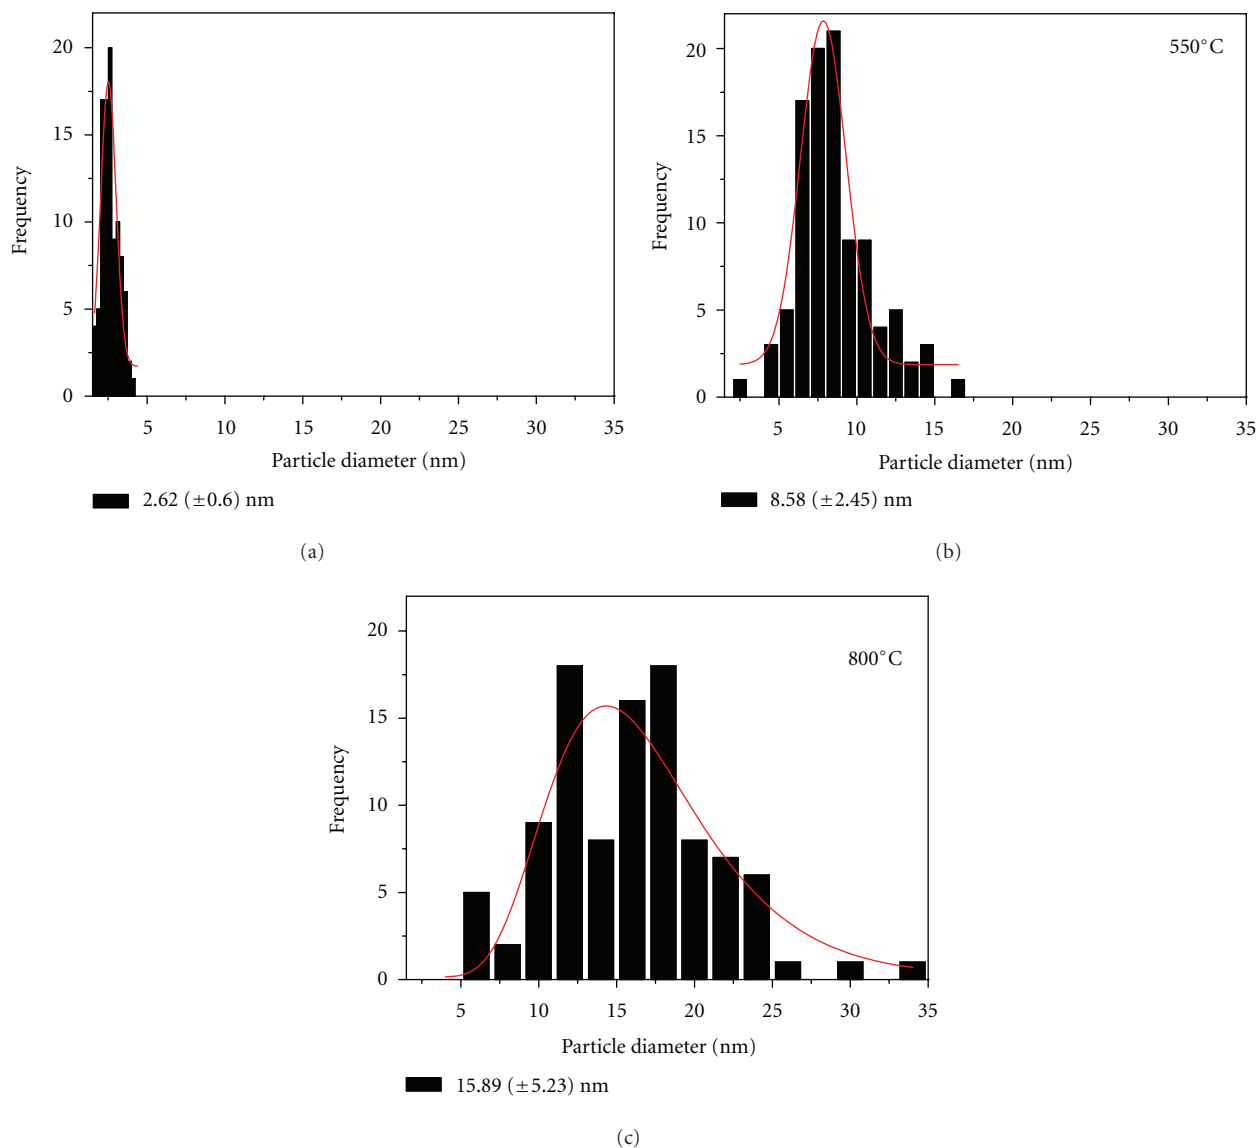 20
15
10
5
0
Frequency
5 10 15 20 25 30 35
Particle diameter (nm)
2.62 (±0.6) nm
(a)
550°C
20
15
10
5
0
Frequency
5 10 15 20 25 30 35
Particle diameter (nm)
8.58 (±2.45) nm
(b)
800°C
20
15
10
5
0
Frequency
5 10 15 20 25 30 35
Particle diameter (nm)
15.89 (±5.23) nm
(c)